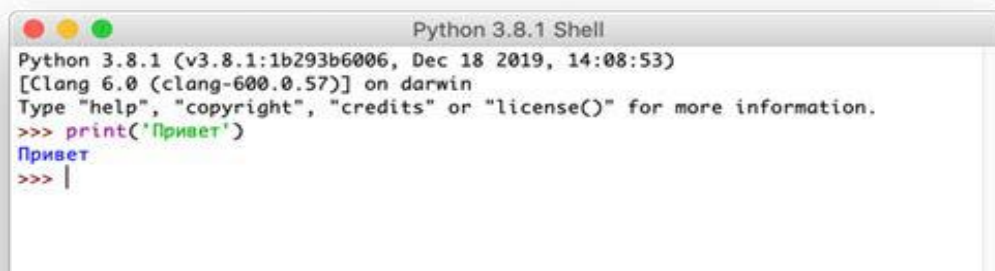 Python 3.8.1 Shell
Python 3.8.1 (v3.8.1:1b293b6006, Dec 18 2019, 14:08:53)
[Clang 6.0 (clang-600.0.57)] on darwin
Type "help", "copyright", "credits" or "license()" for more information.
>>> print('Привет')
Привет
>>>